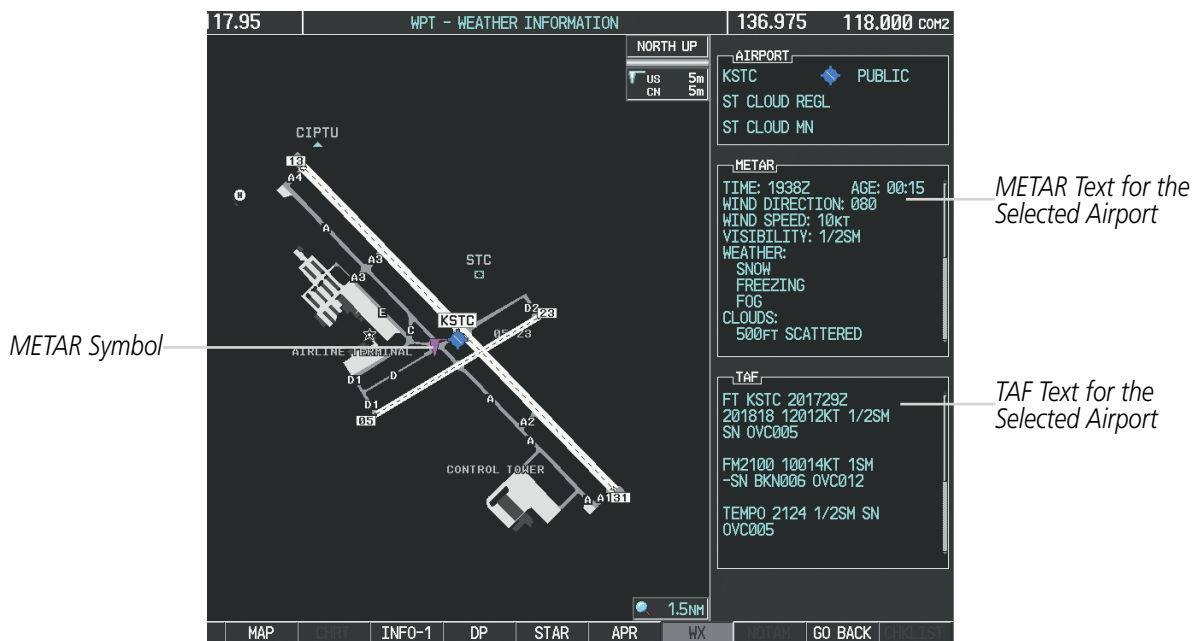 117.95 WPT - WEATHER INFORMATION 136.975 118.000 COM2
NORTH UP
US 5m
CN 5m
AIRPORT
KSTC PUBLIC
ST CLOUD REGL
ST CLOUD MN
METAR
TIME: 1938Z AGE: 00:15
WIND DIRECTION: 080
WIND SPEED: 10KT
VISIBILITY: 1/2SM
WEATHER:
SNOW
FREEZING
FOG
CLOUDS:
500FT SCATTERED
METAR Text for the
Selected Airport
TAF
FT KSTC 201729Z
201818 12012KT 1/2SM
SN OVC005
FM2100 10014KT 1SM
-SN BKN006 OVC012
TEMPO 2124 1/2SM SN
OVC005
TAF Text for the
Selected Airport
METAR Symbol
CIPTU
13
A4
H
A
A3
STC
A3
E
D2
23
KSTC
05-23
C
AIRLINE TERMINAL
D1
D
D1
05
A
A2
A
CONTROL TOWER
A
A1
31
1.5NM
MAP CHRT INFO-1 DP STAR APR WX NOTAM GO BACK CHKLIST